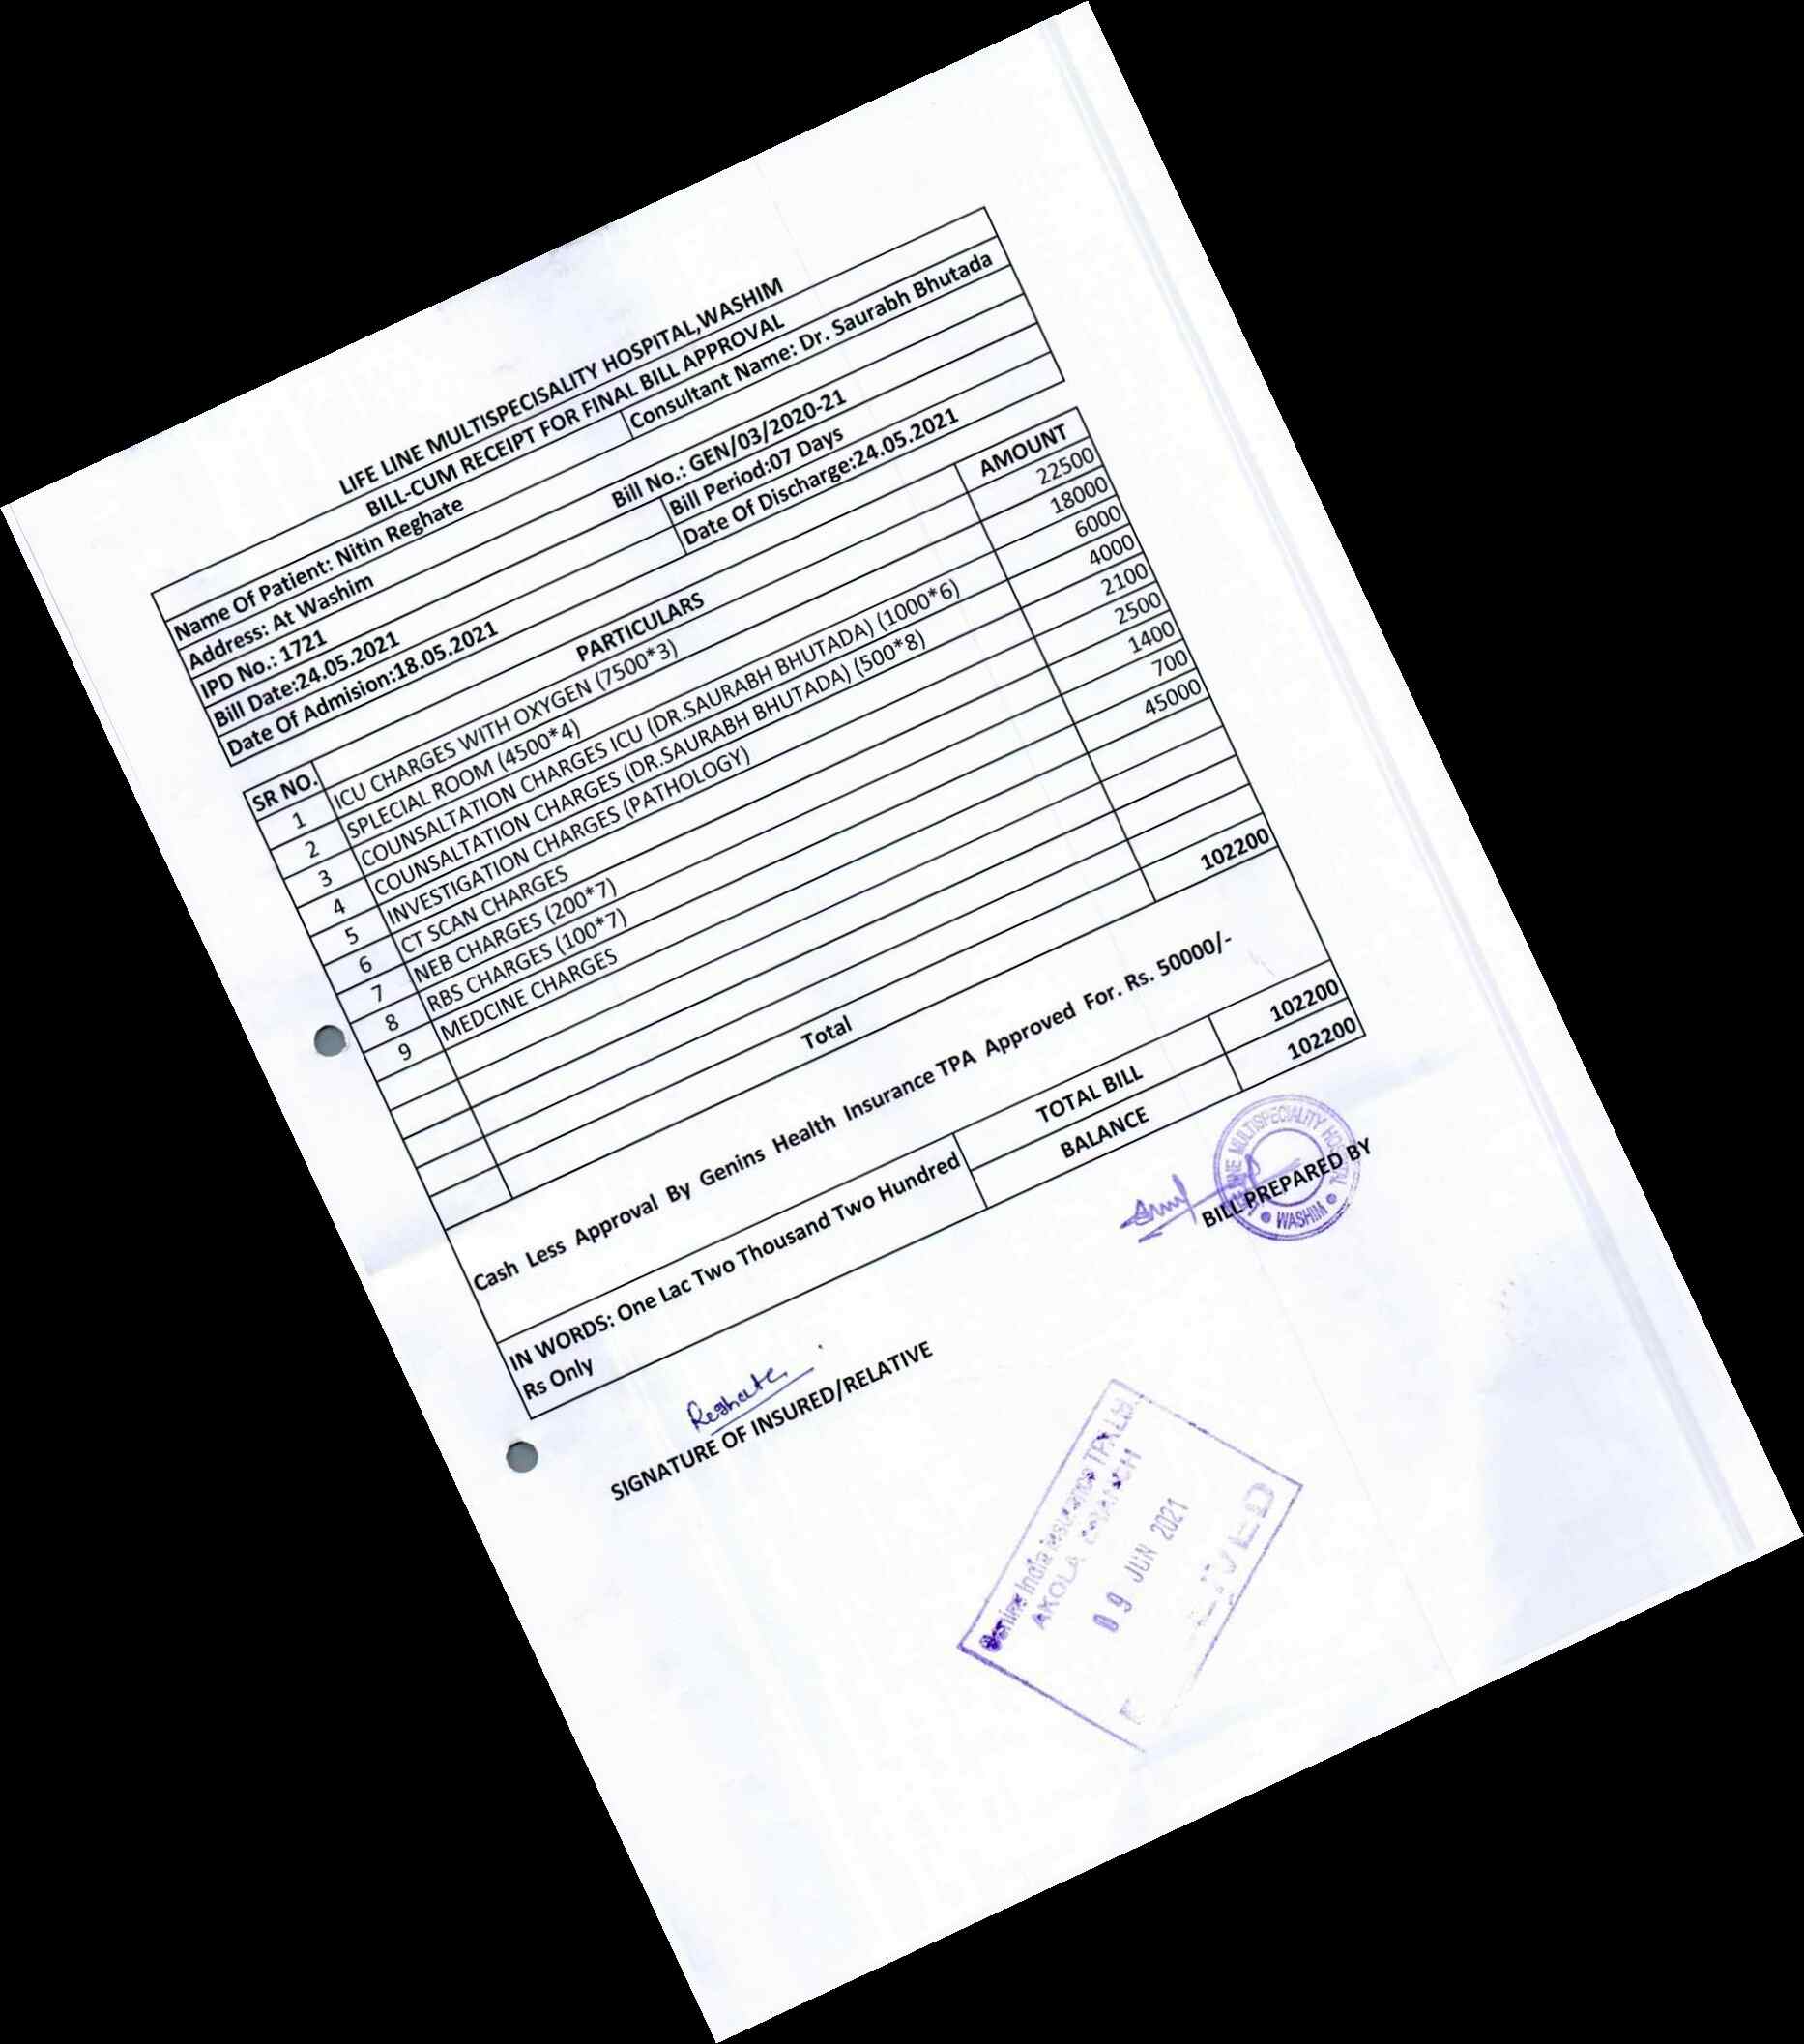 LIFE LINE MULTISPECISALITY HOSPITAL,WASHIM
BILL-CUM RECEIPT FOR FINAL BILL APPROVAL
Name Of Patient: Nitin Reghate Consultant Name: Dr. Saurabh Bhutada
Address: At Washim
IPD No.: 1721 Bill No.: GEN/03/2020-21
Bill Date:24.05.2021 Bill Period:07 Days
Date Of Admision:18.05.2021 Date Of Discharge:24.05.2021
SR NO. PARTICULARS AMOUNT
1 ICU CHARGES WITH OXYGEN (7500*3) 22500
2 SPLECIAL ROOM (4500*4) 18000
3 COUNSALTATION CHARGES ICU (DR.SAURABH BHUTADA) (1000*6) 6000
4 COUNSALTATION CHARGES (DR.SAURABH BHUTADA) (500*8) 4000
5 INVESTIGATION CHARGES (PATHOLOGY) 2100
6 CT SCAN CHARGES 2500
7 NEB CHARGES (200*7) 1400
8 RBS CHARGES (100*7) 700
9 MEDCINE CHARGES 45000
Total 102200
Cash Less Approval By Genins Health Insurance TPA Approved For. Rs. 50000/-
IN WORDS: One Lac Two Thousand Two Hundred
Rs Only
TOTAL BILL 102200
BALANCE 102200
LINE MULTISPECIALITY HOSPITAL
WASHIM
BILL PREPARED BY
Reghate
SIGNATURE OF INSURED/RELATIVE
Genins India Insurance TPA
AKOLA BRANCH
09 JUN 2021